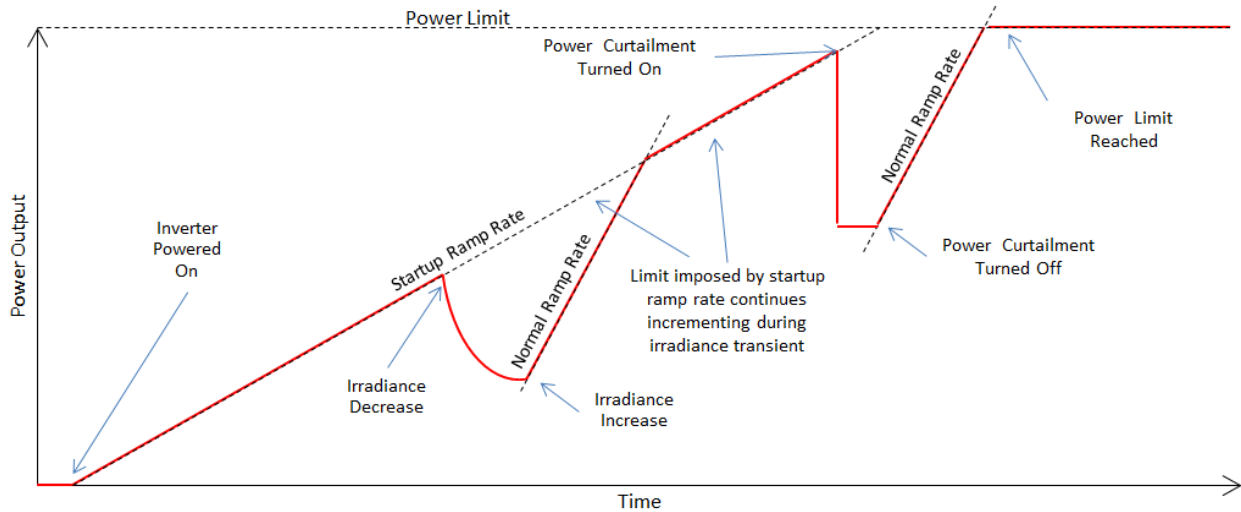 Power Limit
Power Curtailment
Turned On
Normal Ramp Rate
Power Limit
Reached
Inverter
Powered
On
Startup Ramp Rate
Normal Ramp Rate
Power Curtailment
Turned Off
Limit imposed by startup
ramp rate continues
incrementing during
irradiance transient
Irradiance
Decrease
Irradiance
Increase
Power Output
Time